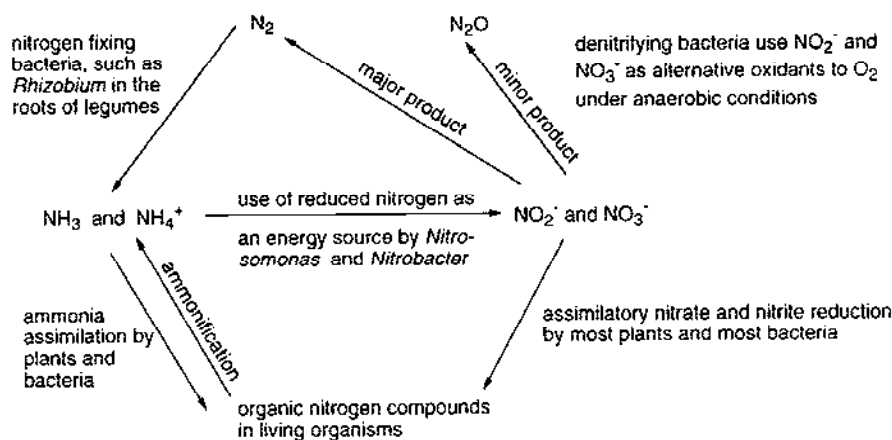 N₂
N₂O
nitrogen fixing
bacteria, such as
Rhizobium in the
roots of legumes
denitrifying bacteria use NO₂⁻ and
NO₃⁻ as alternative oxidants to O₂
under anaerobic conditions
major product
minor product
NH₃ and NH₄⁺
use of reduced nitrogen as
an energy source by Nitro-
somonas and Nitrobacter
NO₂⁻ and NO₃⁻
ammonia
assimilation by
plants and
bacteria
ammonification
assimilatory nitrate and nitrite reduction
by most plants and most bacteria
organic nitrogen compounds
in living organisms